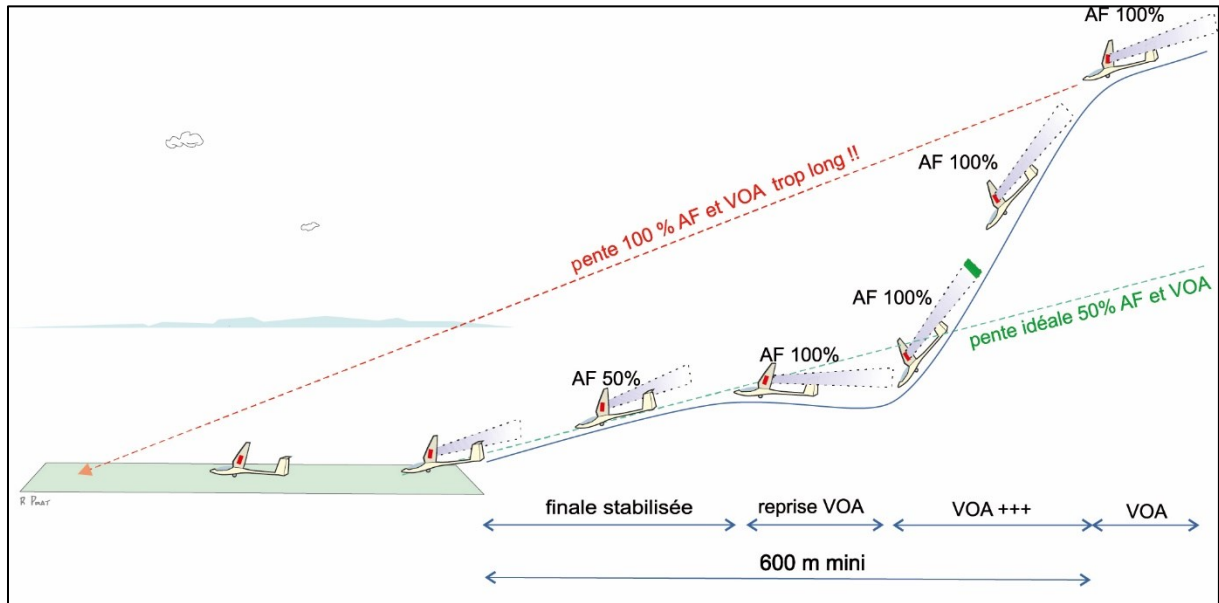 AF 100%
AF 100%
pente 100 % AF et VOA trop long !!
AF 100%
pente idéale 50% AF et VOA
AF 100%
AF 50%
R POLET
finale stabilisée
reprise VOA
VOA +++
VOA
600 m mini